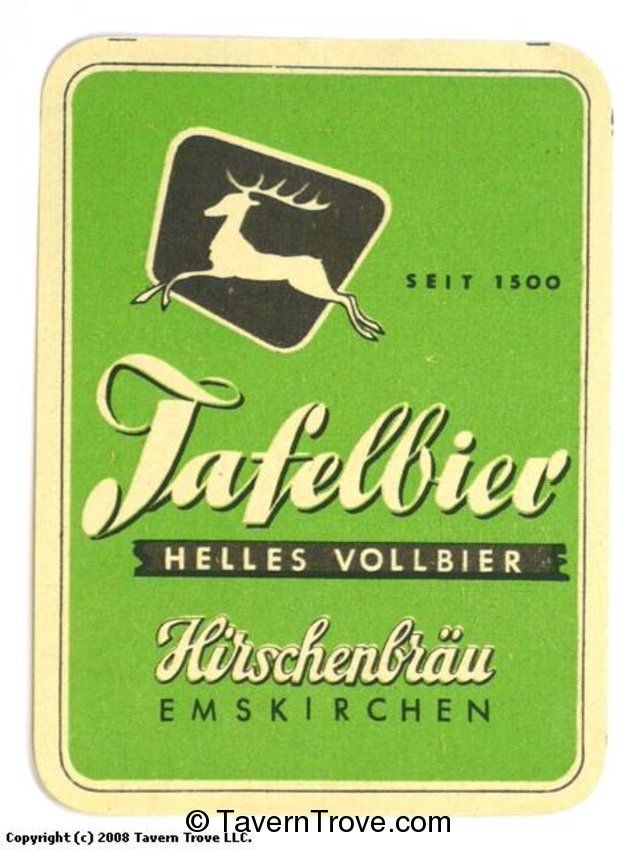 SEIT 1500
Tafelbier
HELLES VOLLBIER
Hirschenbräu
EMSKIRCHEN
© TavernTrove.com
Copyright (c) 2008 Tavern Trove LLC.